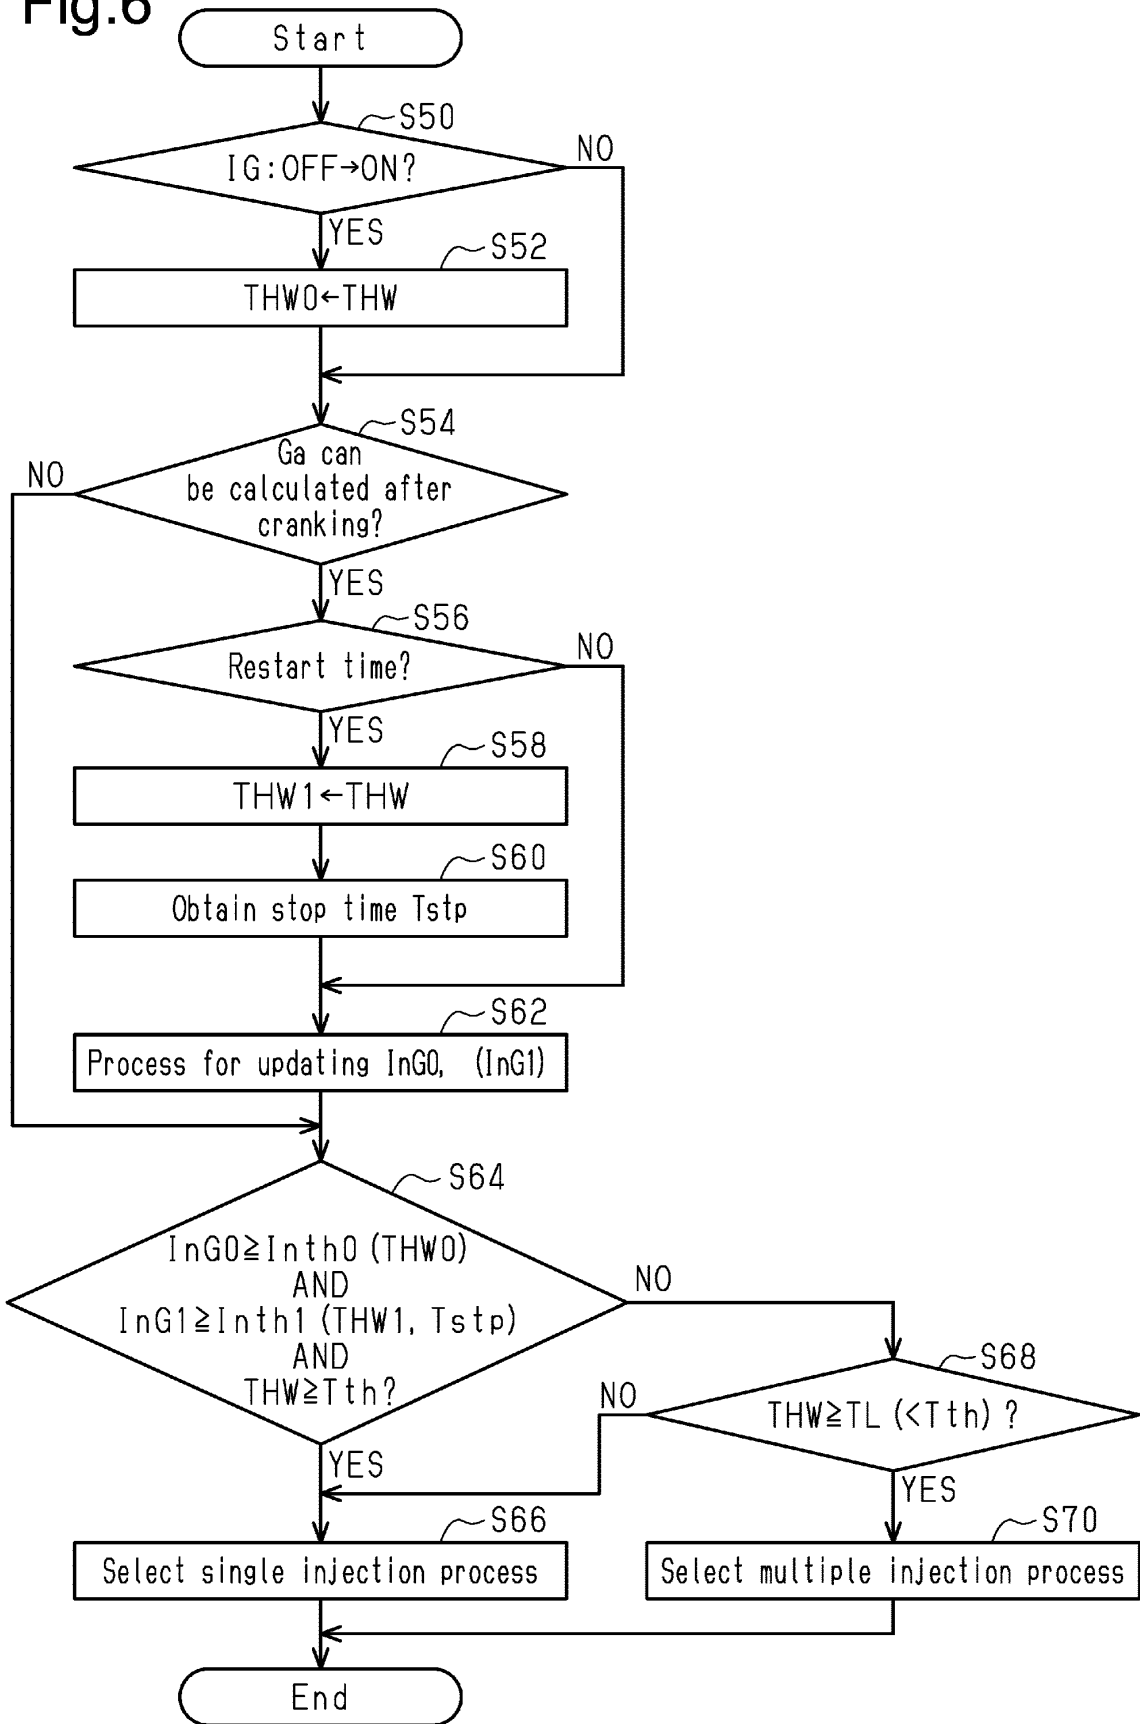 Fig.6
Start
S50
IG:OFF→ON?
NO
YES
S52
THW0←THW
S54
Ga can
be calculated after
cranking?
NO
YES
S56
Restart time?
NO
YES
S58
THW1←THW
S60
Obtain stop time Tstp
S62
Process for updating InG0, (InG1)
S64
InG0≧Inth0(THW0)
AND
InG1≧Inth1(THW1, Tstp)
AND
THW≧Tth?
NO
YES
S68
THW≧TL(<Tth)?
NO
YES
S66
Select single injection process
S70
Select multiple injection process
End